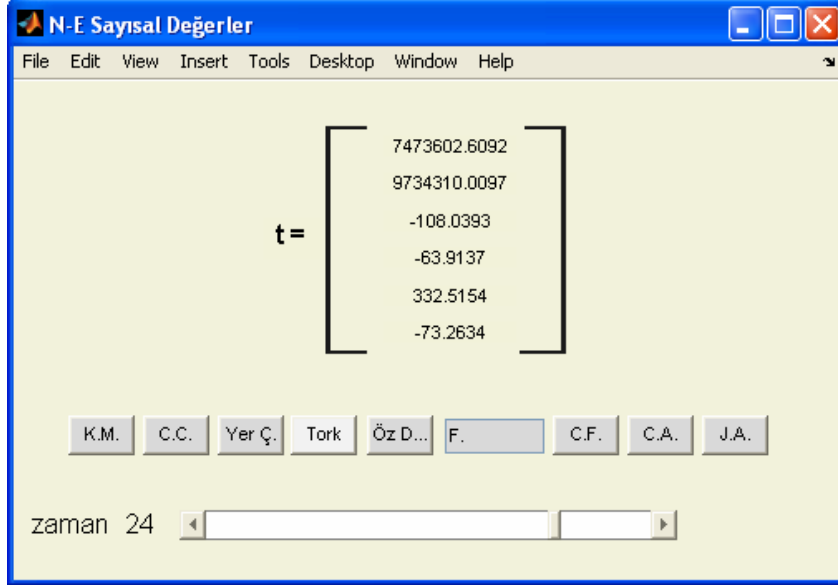 N-E Sayısal Değerler
File Edit View Insert Tools Desktop Window Help
7473602.6092
9734310.0097
-108.0393
t = 
-63.9137
332.5154
-73.2634
K.M. C.C. Yer Ç. Tork Öz D... F. C.F. C.A. J.A.
zaman 24